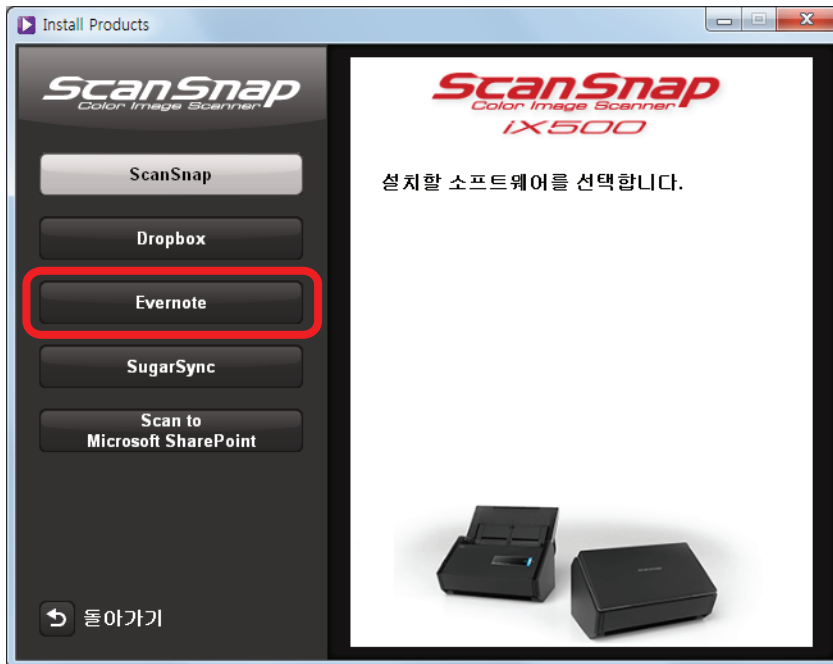 Install Products
ScanSnap
Color Image Scanner
ScanSnap
Dropbox
Evernote
SugarSync
Scan to
Microsoft SharePoint
돌아가기
ScanSnap
Color Image Scanner
iX500
설치할 소프트웨어를 선택합니다.